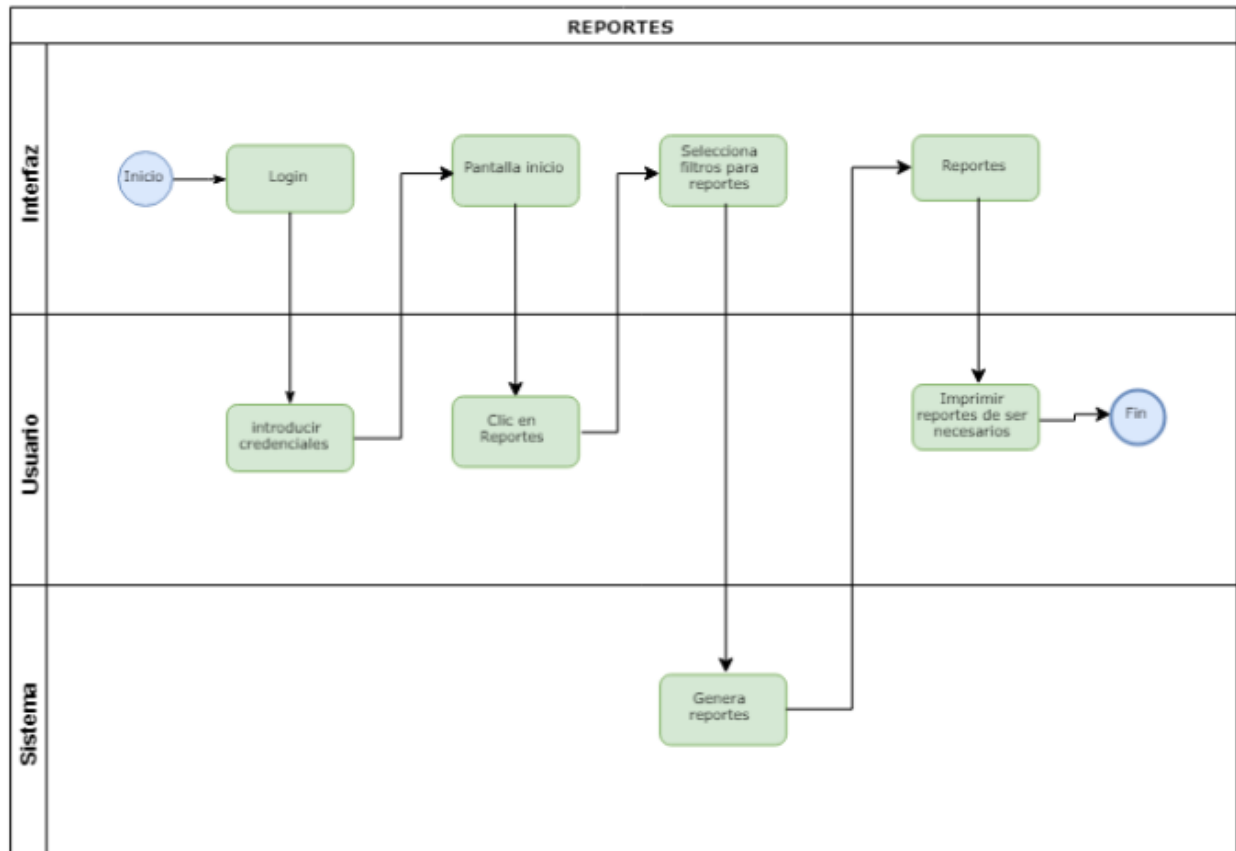 REPORTES
Interfaz
Inicio
Login
Pantalla inicio
Selecciona
filtros para
reportes
Reportes
Usuario
introducir
credenciales
Clic en
Reportes
Imprimir
reportes de ser
necesarios
Fin
Sistema
Genera
reportes